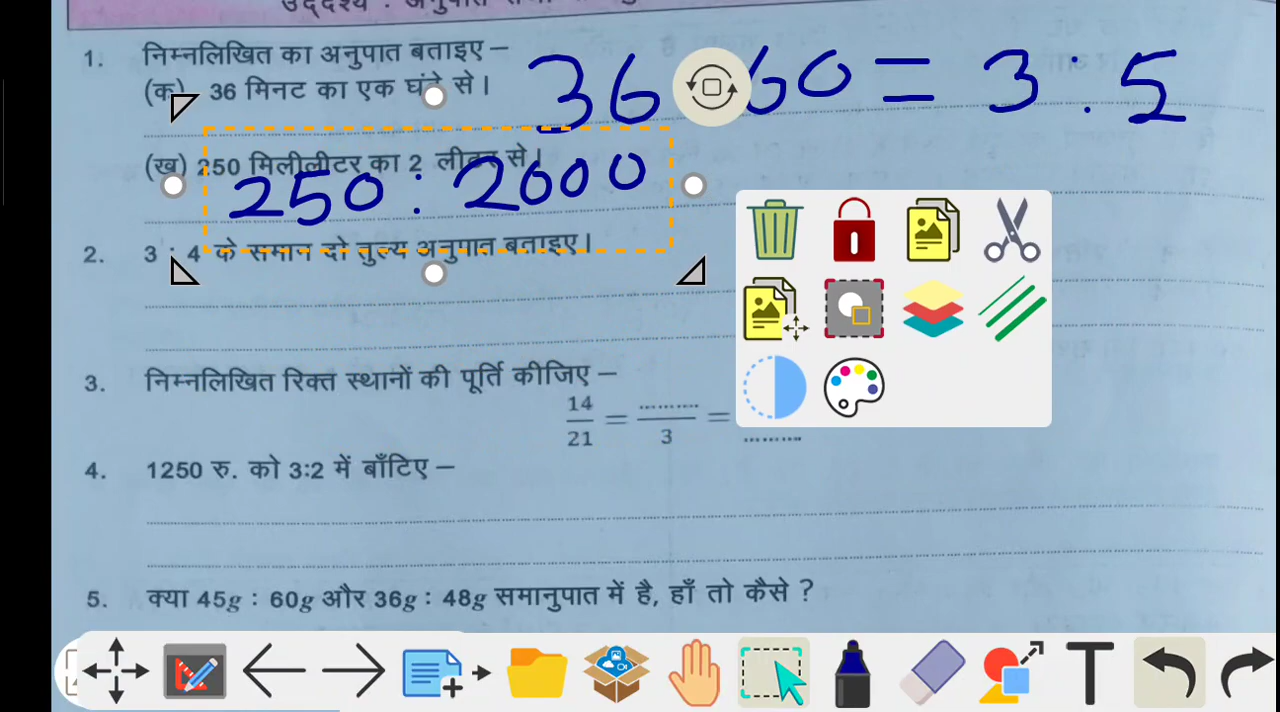 उद्देश्य : अनुपात
1. निम्नलिखित का अनुपात बताइए –
(क) 36 मिनट का एक घंटे से। 36 60 = 3 : 5
(ख) 250 मिलीलीटर का 2 लीटर से।
250 : 2000
2. 3 : 4 के समान दो तुल्य अनुपात बताइए।
3. निम्नलिखित रिक्त स्थानों की पूर्ति कीजिए –
14/21 = ........./3 = /.........
4. 1250 रु. को 3:2 में बाँटिए –
5. क्या 45g : 60g और 36g : 48g समानुपात में है, हाँ तो कैसे ?
T